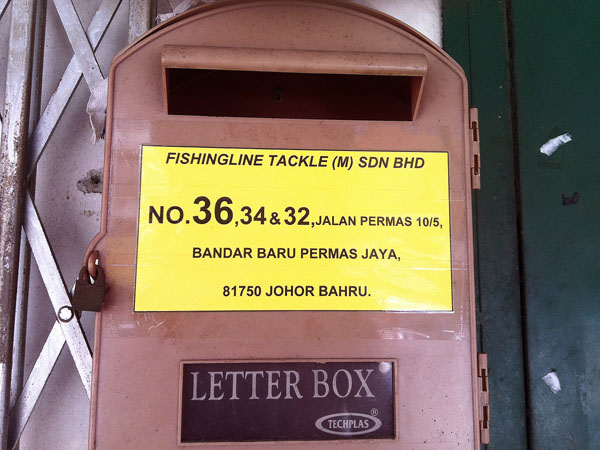 FISHINGLINE TACKLE (M) SDN BHD
NO.36,34 & 32,JALAN PERMAS 10/5,
BANDAR BARU PERMAS JAYA,
81750 JOHOR BAHRU.
LETTER BOX
TECHPLAS ®